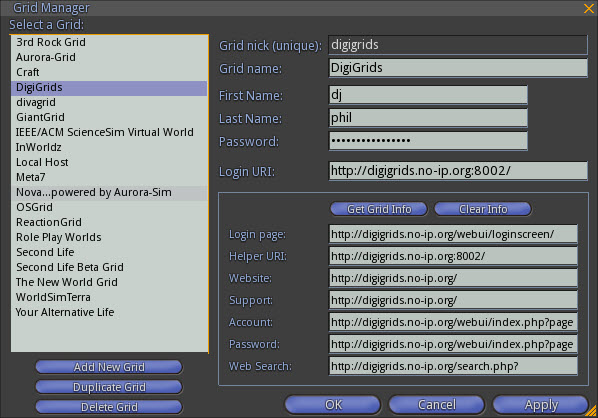 Grid Manager
Select a Grid:
3rd Rock Grid
Aurora-Grid
Craft
DigiGrids
divagrid
GiantGrid
IEEE/ACM ScienceSim Virtual World
InWorldz
Local Host
Meta7
Nova...powered by Aurora-Sim
OSGrid
ReactionGrid
Role Play Worlds
Second Life
Second Life Beta Grid
The New World Grid
WorldSimTerra
Your Alternative Life
Add New Grid
Duplicate Grid
Delete Grid
Grid nick (unique): digigrids
Grid name: DigiGrids
First Name: dj
Last Name: phil
Password: ••••••••••••••••
Login URI: http://digigrids.no-ip.org:8002/
Get Grid Info Clear Info
Login page: http://digigrids.no-ip.org/webui/loginscreen/
Helper URI: http://digigrids.no-ip.org:8002/
Website: http://digigrids.no-ip.org/
Support: http://digigrids.no-ip.org/
Account: http://digigrids.no-ip.org/webui/index.php?page
Password: http://digigrids.no-ip.org/webui/index.php?page
Web Search: http://digigrids.no-ip.org/search.php?
OK Cancel Apply